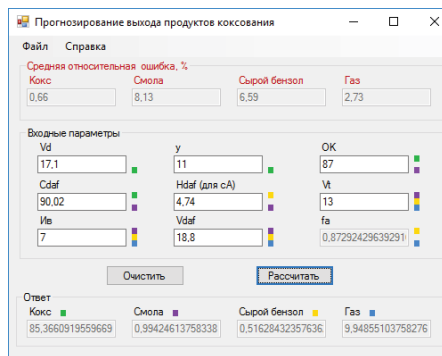 Прогнозирование выхода продуктов коксования
Файл Справка
Средняя относительная ошибка, %
Кокс Смола Сырой бензол Газ
0,66 8,13 6,59 2,73
Входные параметры
Vd y OK
17,1 11 87
Cdaf Hdaf (для cA) Vt
90,02 4,74 13
Ив Vdaf fa
7 18,8 0,8729242963929
Очистить Рассчитать
Ответ
Кокс Смола Сырой бензол Газ
85,3660919559669 0,99424613758338 0,51628432357636 9,94855103758276